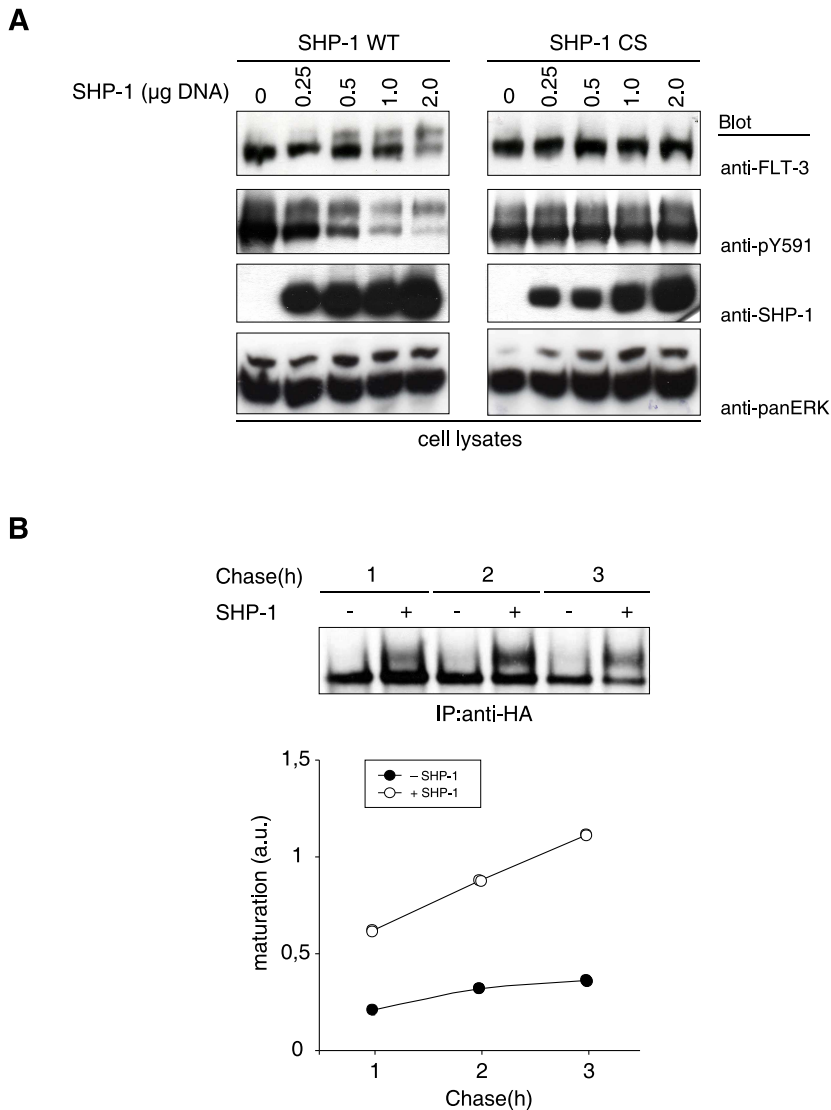 A
SHP-1 WT
SHP-1 CS
SHP-1 (µg DNA)
0 0.25 0.5 1.0 2.0
0 0.25 0.5 1.0 2.0
Blot
anti-FLT-3
anti-pY591
anti-SHP-1
anti-panERK
cell lysates
B
Chase(h) 1 2 3
SHP-1 - + - + - +
IP:anti-HA
1,5
1
0,5
0
maturation (a.u.)
– SHP-1
+ SHP-1
1 2 3
Chase(h)